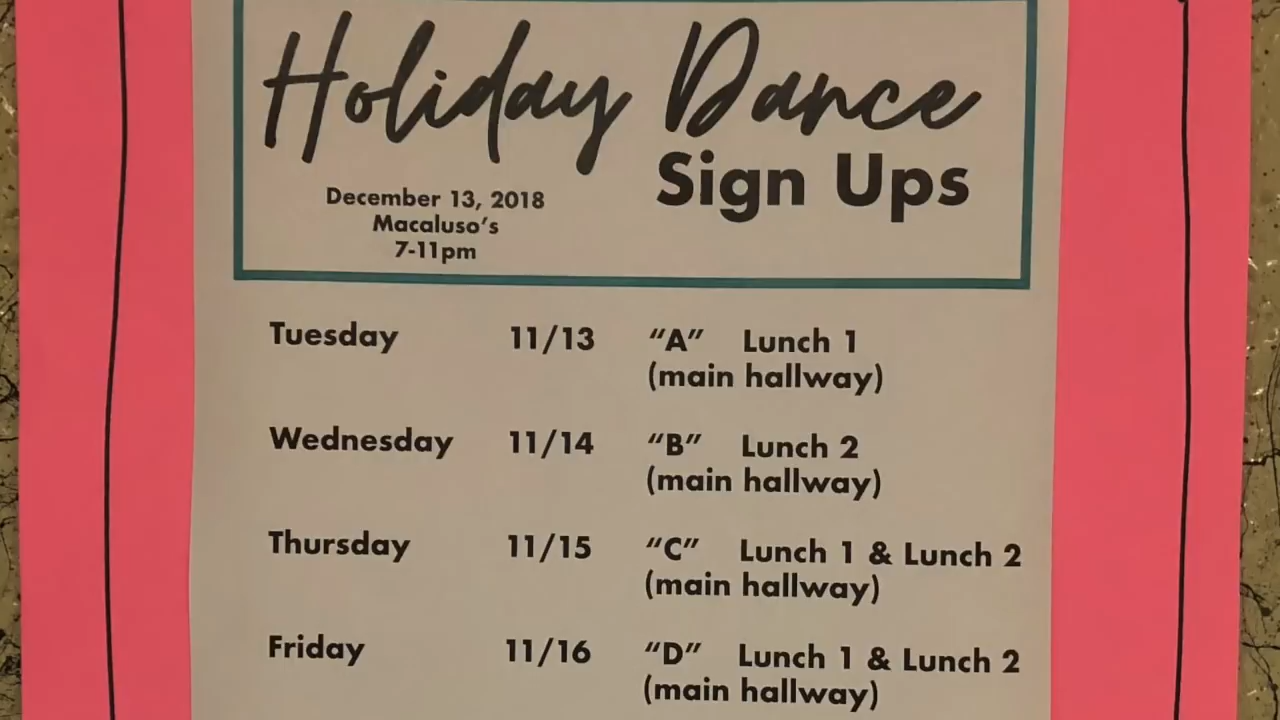 Holiday Dance
Sign Ups
December 13, 2018
Macaluso's
7-11pm
Tuesday 11/13 “A” Lunch 1
(main hallway)
Wednesday 11/14 “B” Lunch 2
(main hallway)
Thursday 11/15 “C” Lunch 1 & Lunch 2
(main hallway)
Friday 11/16 “D” Lunch 1 & Lunch 2
(main hallway)